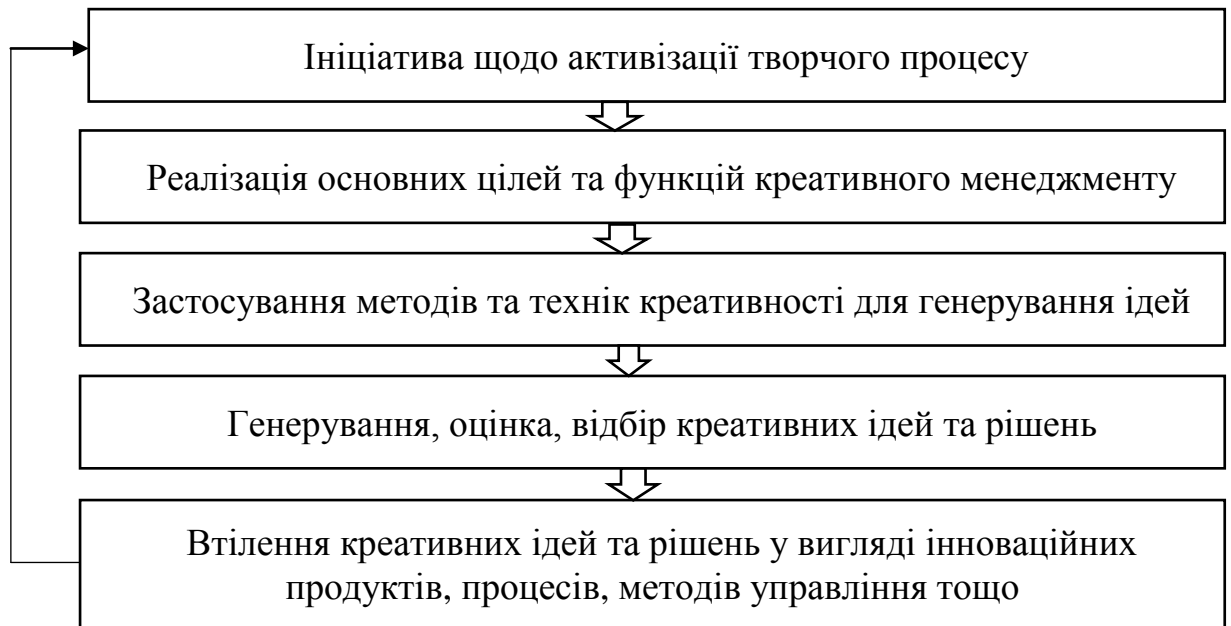 Ініціатива щодо активізації творчого процесу
Реалізація основних цілей та функцій креативного менеджменту
Застосування методів та технік креативності для генерування ідей
Генерування, оцінка, відбір креативних ідей та рішень
Втілення креативних ідей та рішень у вигляді інноваційних
продуктів, процесів, методів управління тощо